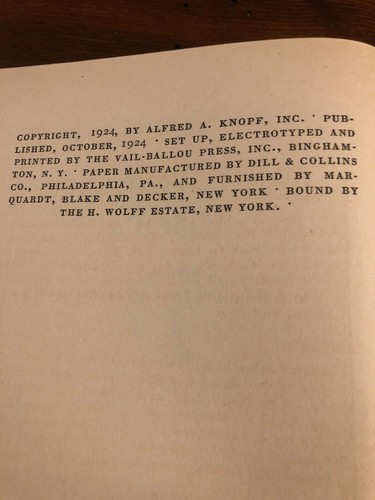 COPYRIGHT, 1924, BY ALFRED A. KNOPF, INC. · PUB-
LISHED, OCTOBER, 1924 · SET UP, ELECTROTYPED AND
PRINTED BY THE VAIL-BALLOU PRESS, INC., BINGHAM-
TON, N. Y. · PAPER MANUFACTURED BY DILL & COLLINS
CO., PHILADELPHIA, PA., AND FURNISHED BY MAR-
QUARDT, BLAKE AND DECKER, NEW YORK · BOUND BY
THE H. WOLFF ESTATE, NEW YORK. ·